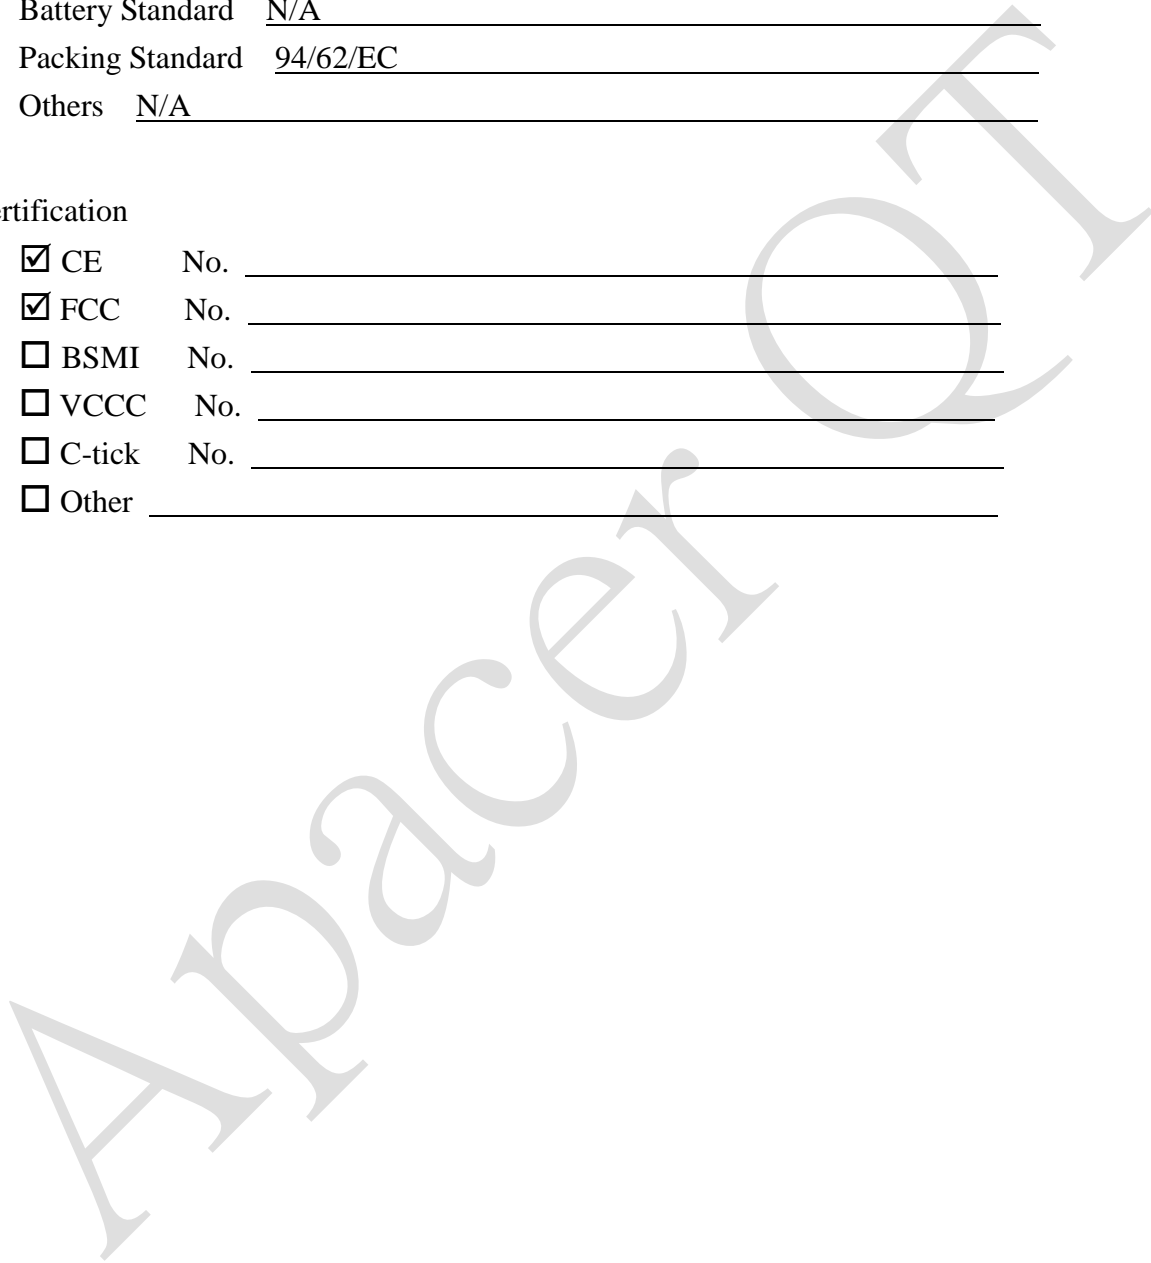 Battery Standard N/A
Packing Standard 94/62/EC
Others N/A
ertification
☑ CE No.
☑ FCC No.
☐ BSMI No.
☐ VCCC No.
☐ C-tick No.
☐ Other
Apacer QT